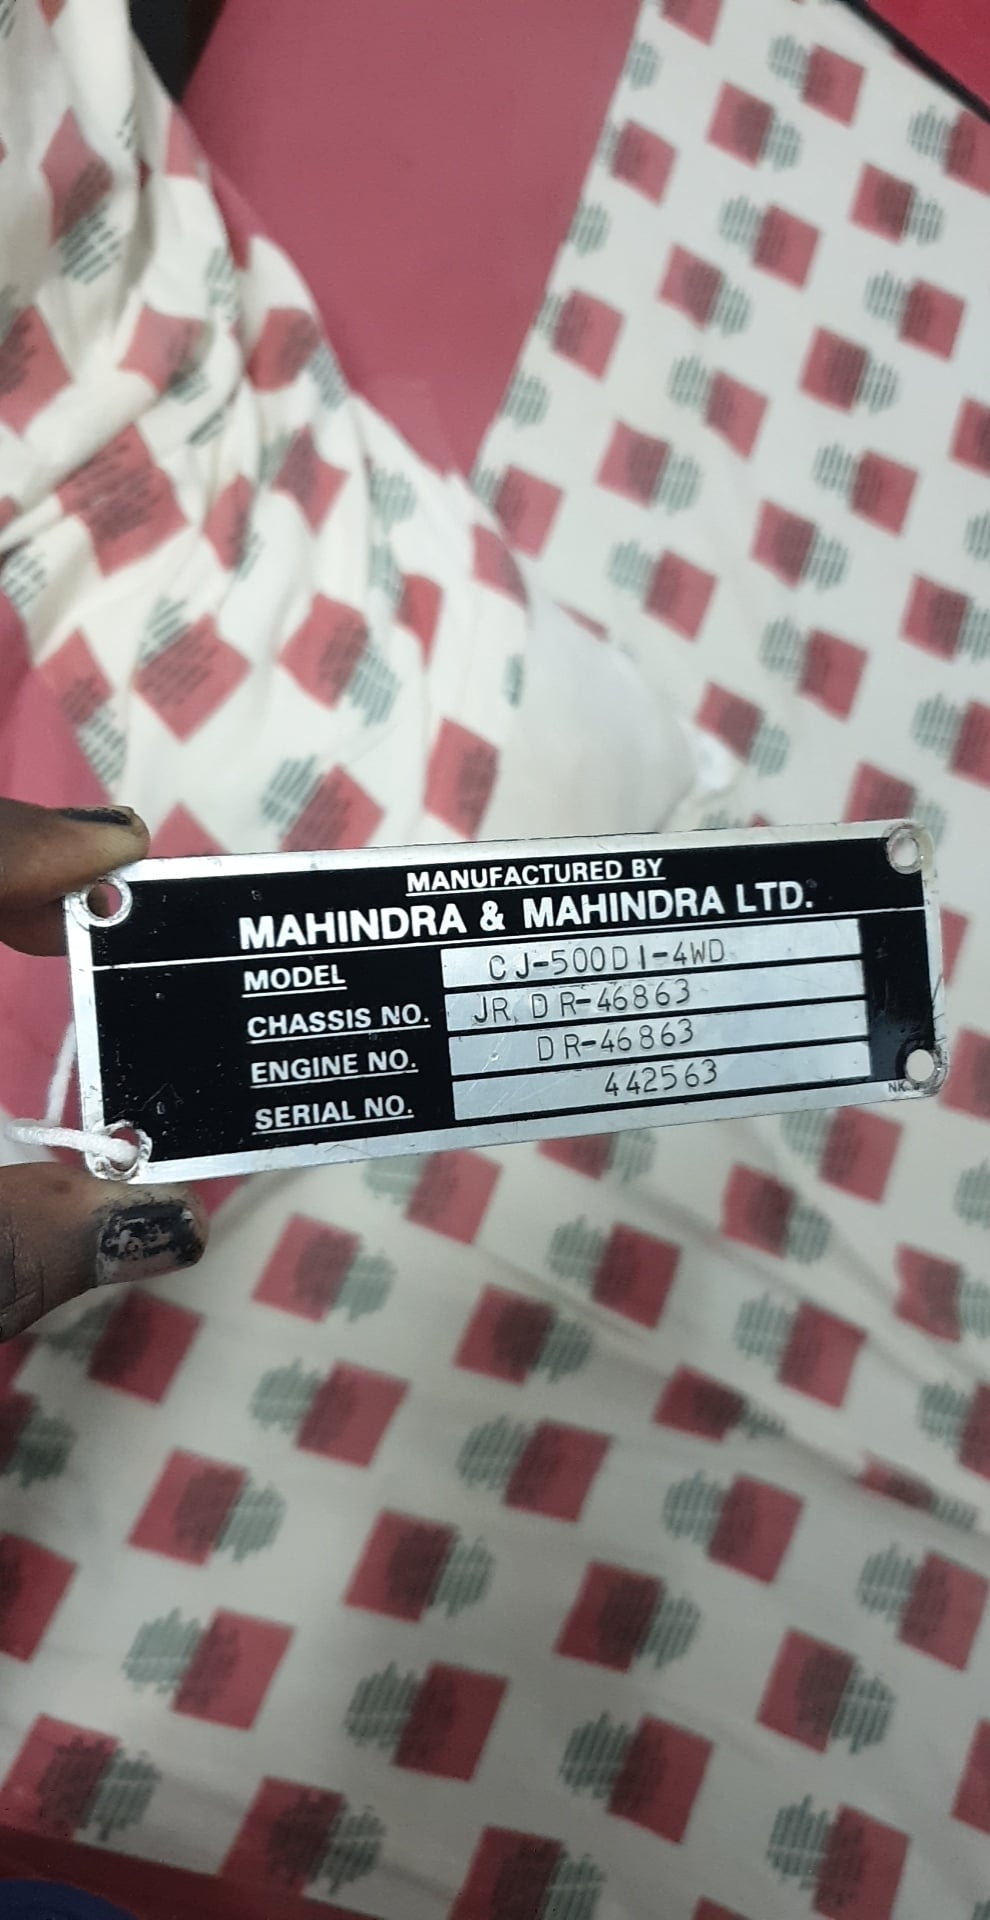 MANUFACTURED BY
MAHINDRA & MAHINDRA LTD.
MODEL CJ-500DI-4WD
CHASSIS NO. JR. DR-46863
ENGINE NO. DR-46863
SERIAL NO. 442563